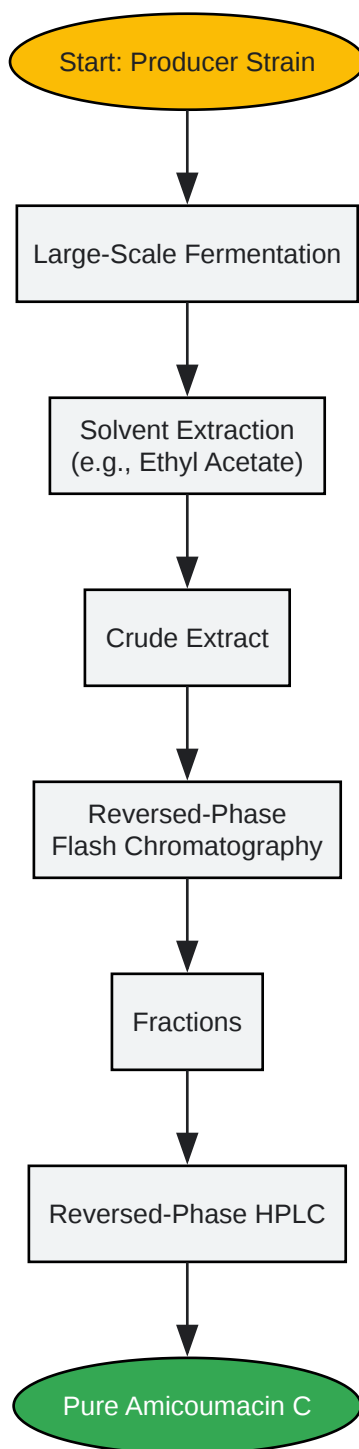 Start: Producer Strain
Large-Scale Fermentation
Solvent Extraction
(e.g., Ethyl Acetate)
Crude Extract
Reversed-Phase
Flash Chromatography
Fractions
Reversed-Phase HPLC
Pure Amicoumacin C